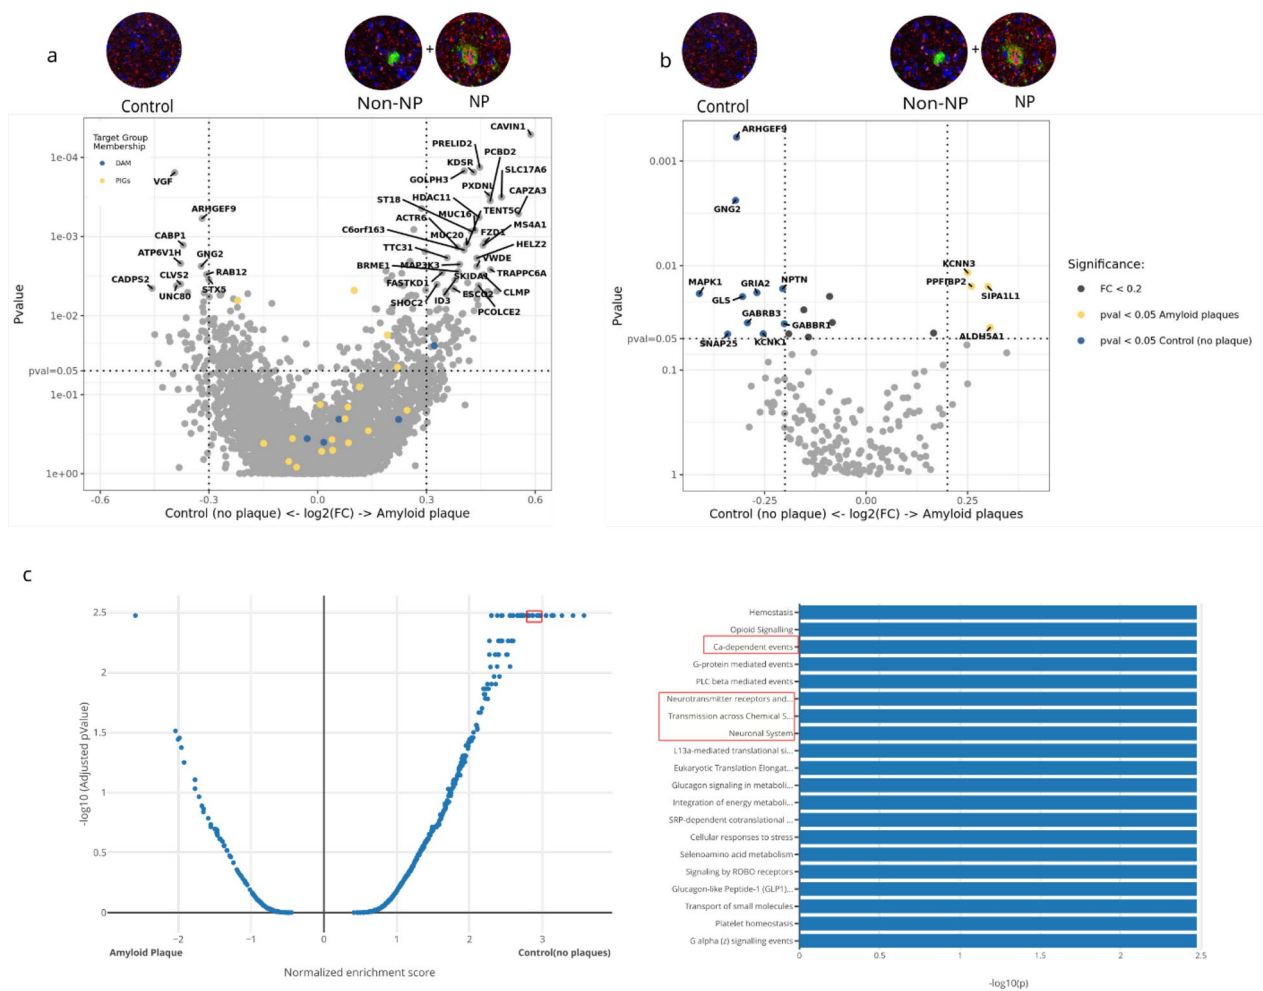 a
Control
Non-NP
+
NP
b
Control
Non-NP
+
NP
Target Group
Membership
DAM
PIGs
CAVIN1
PRELID2
PCBD2
KDSR
SLC17A6
GOLPH3
PXDNL
CAPZA3
VGF
ST18
HDAC11
ARHGEF9
MUC16
TENT5C
ACTR6
C6orf163
FZD1
MS4A1
CABP1
MUC20
ATP6V1H
GNG2
TTC31
HELZ2
VWDE
BRME1
MAP3K3
CADPS2
CLVS2
RAB12
SKIDA1
TRAPPC6A
FASTKD1
UNC80
STX5
SHOC2
ID3
ESCO2
CLMP
PCOLCE2
1e-04
1e-03
1e-02
pval=0.05
1e-01
1e+00
Pvalue
-0.6
-0.3
0.0
0.3
0.6
Control (no plaque) <- log2(FC) -> Amyloid plaque
ARHGEF9
GNG2
KCNN3
MAPK1
GRIA2
NPTN
PPFIBP2
GLS
SIPA1L1
GABRB3
GABBR1
ALDH5A1
SNAP25
KCNK1
0.001
0.01
pval=0.05
0.1
1
Pvalue
-0.25
0.00
0.25
Control (no plaque) <- log2(FC) -> Amyloid plaques
Significance:
FC < 0.2
pval < 0.05 Amyloid plaques
pval < 0.05 Control (no plaque)
c
2.5
2
1.5
1
0.5
0
-log10 (Adjusted pValue)
−2
−1
0
1
2
3
Amyloid Plaque
Control(no plaques)
Normalized enrichment score
Hemostasis
Opioid Signalling
Ca-dependent events
G-protein mediated events
PLC beta mediated events
Neurotransmitter receptors and...
Transmission across Chemical S...
Neuronal System
L13a-mediated translational si...
Eukaryotic Translation Elongat...
Glucagon signaling in metaboli...
Integration of energy metaboli...
SRP-dependent cotranslational ...
Cellular responses to stress
Selenoamino acid metabolism
Signaling by ROBO receptors
Glucagon-like Peptide-1 (GLP1)...
Transport of small molecules
Platelet homeostasis
G alpha (z) signalling events
0
0.5
1
1.5
2
2.5
-log10(p)